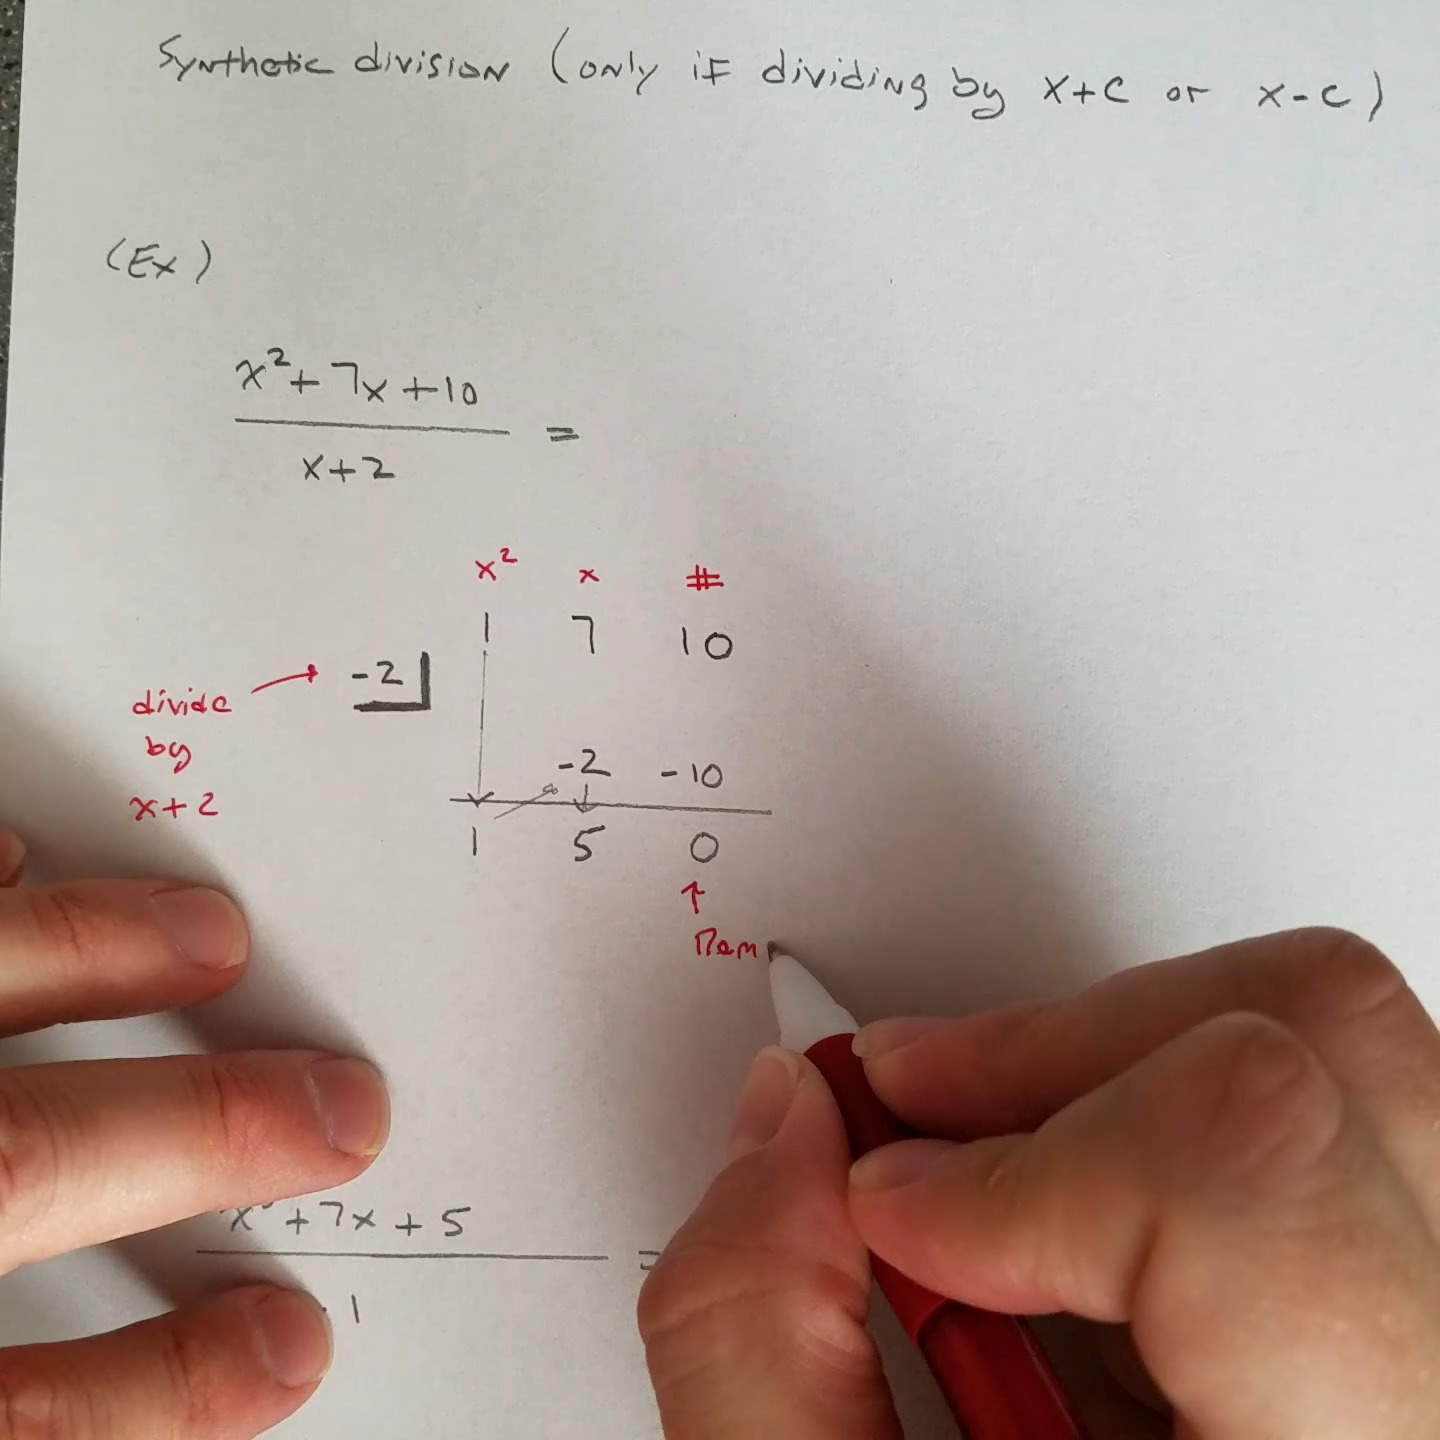 Synthetic division (only if dividing by x+c or x-c)
(Ex)
x²+7x+10
=
x+2
x² x #
1 7 10
-2
divide
by
x+2
-2 -10
1 5 0
Rem
+7x+5
=
1